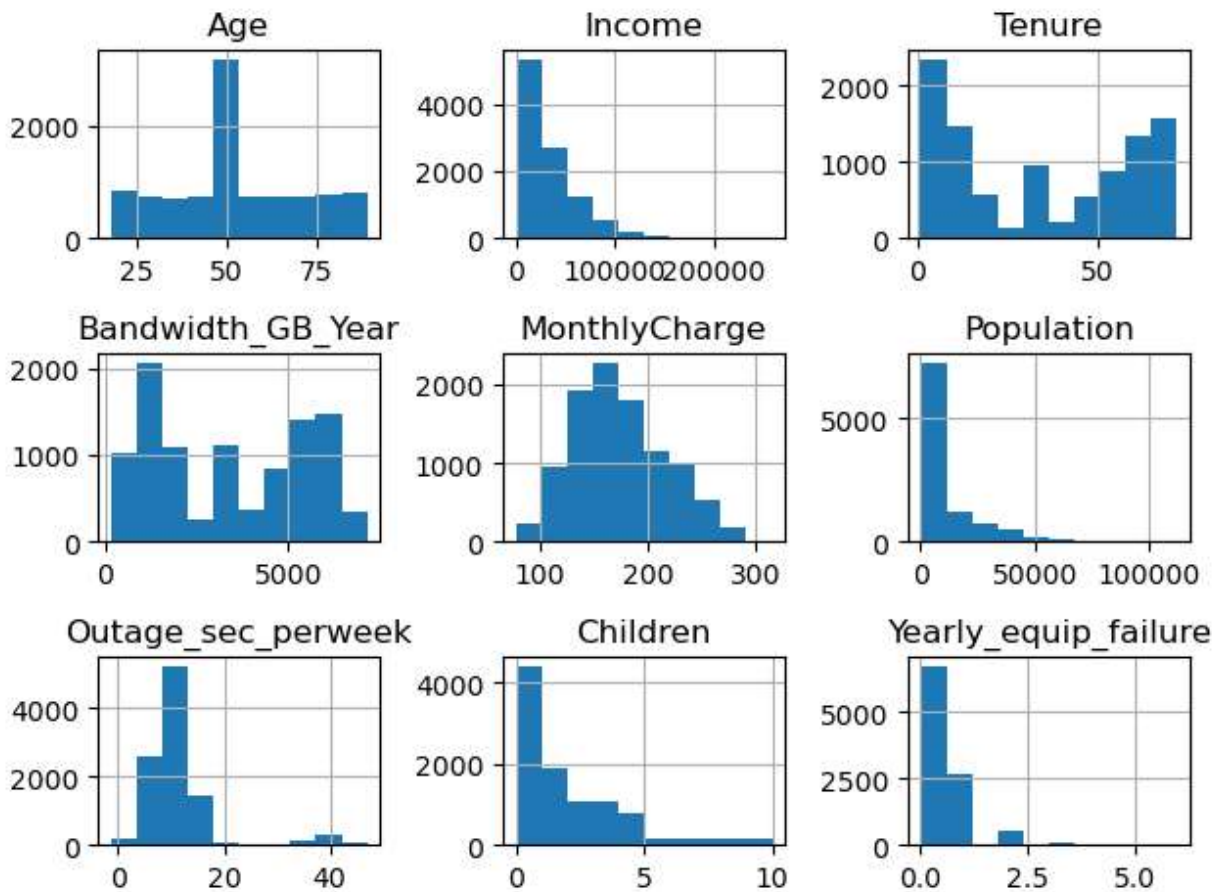 Age Income Tenure
2000
0
25 50 75
4000
2000
0
0 100000 200000
2000
1000
0
0 50
Bandwidth_GB_Year MonthlyCharge Population
2000
1000
0
0 5000
2000
1000
0
100 200 300
5000
0
0 50000 100000
Outage_sec_perweek Children Yearly_equip_failure
4000
2000
0
0 20 40
4000
2000
0
0 5 10
5000
2500
0
0.0 2.5 5.0